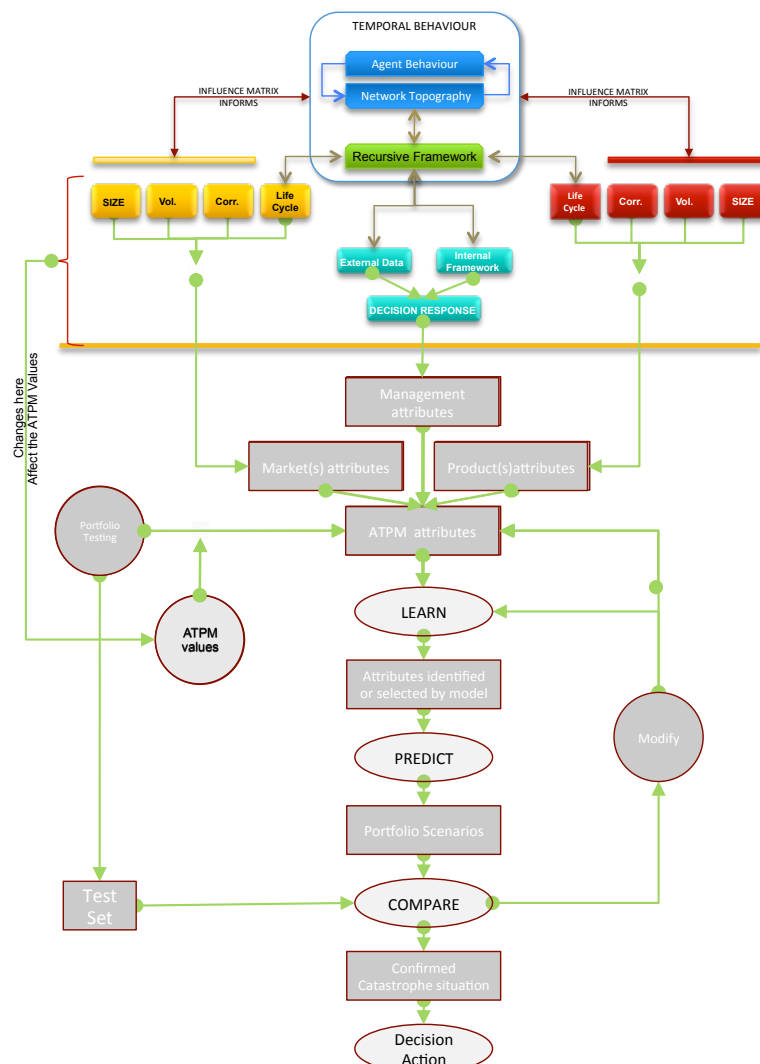 TEMPORAL BEHAVIOUR
Agent Behaviour
Network Topography
INFLUENCE MATRIX
INFORMS
INFLUENCE MATRIX
INFORMS
Recursive Framework
SIZE
Vol.
Corr.
Life
Cycle
Life
Cycle
Corr.
Vol.
SIZE
External Data
Internal
Framework
DECISION RESPONSE
Changes here
Affect the ATPM Values
Management
attributes
Market(s) attributes
Product(s)attributes
Portfolio
Testing
ATPM attributes
LEARN
ATPM
values
Attributes identified
or selected by model
PREDICT
Modify
Portfolio Scenarios
Test
Set
COMPARE
Confirmed
Catastrophe situation
Decision
Action